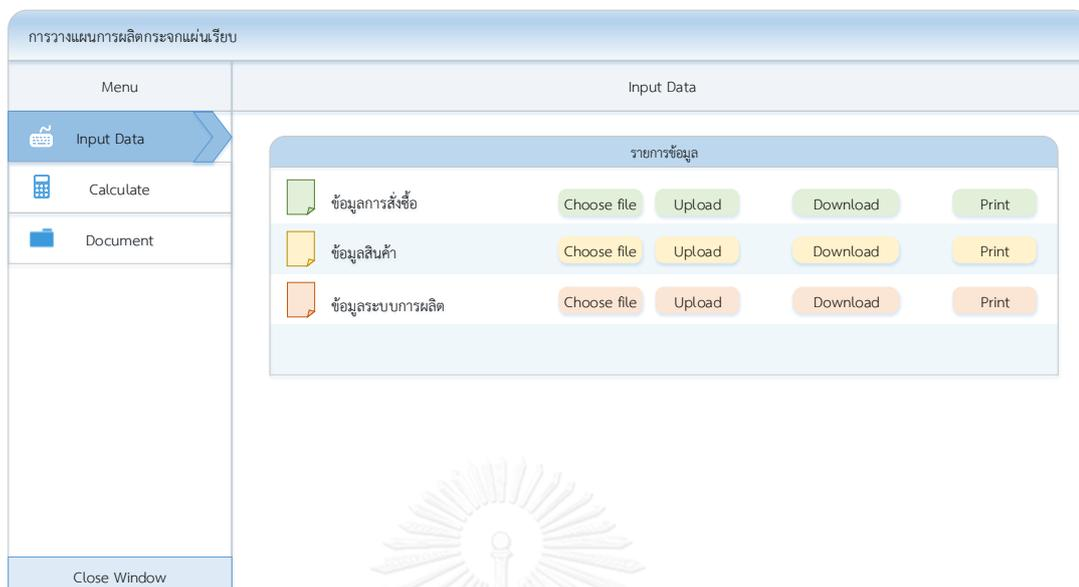 การวางแผนการผลิตกระจกแผ่นเรียบ
Menu
Input Data
Input Data
Calculate
Document
รายการข้อมูล
ข้อมูลการสั่งซื้อ Choose file Upload Download Print
ข้อมูลสินค้า Choose file Upload Download Print
ข้อมูลระบบการผลิต Choose file Upload Download Print
Close Window